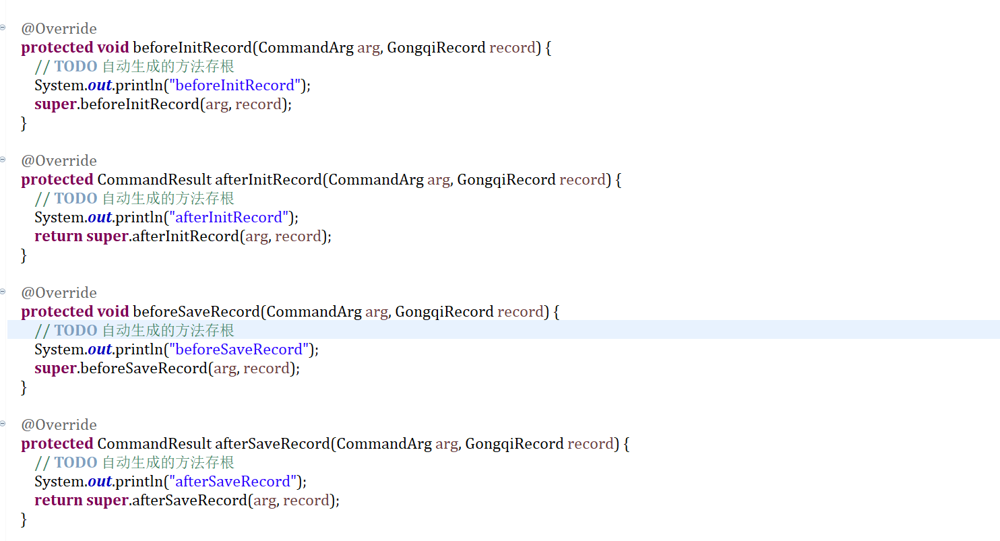 @Override
protected void beforeInitRecord(CommandArg arg, GongqiRecord record) {
// TODO 自动生成的方法存根
System.out.println("beforeInitRecord");
super.beforeInitRecord(arg, record);
}
@Override
protected CommandResult afterInitRecord(CommandArg arg, GongqiRecord record) {
// TODO 自动生成的方法存根
System.out.println("afterInitRecord");
return super.afterInitRecord(arg, record);
}
@Override
protected void beforeSaveRecord(CommandArg arg, GongqiRecord record) {
// TODO 自动生成的方法存根
System.out.println("beforeSaveRecord");
super.beforeSaveRecord(arg, record);
}
@Override
protected CommandResult afterSaveRecord(CommandArg arg, GongqiRecord record) {
// TODO 自动生成的方法存根
System.out.println("afterSaveRecord");
return super.afterSaveRecord(arg, record);
}